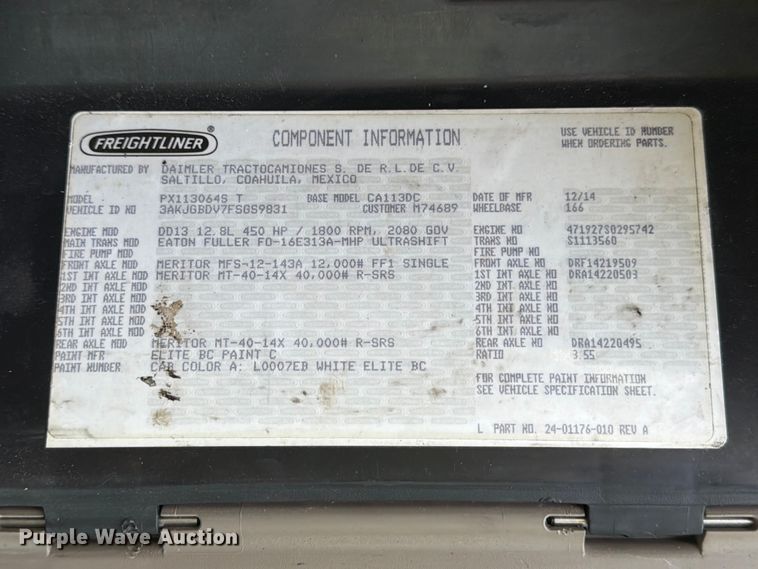 FREIGHTLINER ®
COMPONENT INFORMATION
USE VEHICLE ID NUMBER
WHEN ORDERING PARTS.
MANUFACTURED BY DAIMLER TRACTOCAMIONES S. DE R.L.DE C.V.
SALTILLO, COAHUILA, MEXICO
MODEL PX113064S T BASE MODEL CA113DC DATE OF MFR 12/14
VEHICLE ID NO 3AKJGBDV7FSGS9831 CUSTOMER M74689 WHEELBASE 166
ENGINE MOD DD13 12.8L 450 HP / 1800 RPM, 2080 GOV ENGINE NO 471927S0295742
MAIN TRANS MOD EATON FULLER FO-16E313A-MHP ULTRASHIFT TRANS NO S1113560
FIRE PUMP MOD FIRE PUMP NO
FRONT AXLE MOD MERITOR MFS-12-143A 12,000# FF1 SINGLE FRONT AXLE NO DRF14219509
1ST INT AXLE MOD MERITOR MT-40-14X 40,000# R-SRS 1ST INT AXLE NO DRA14220503
2ND INT AXLE MOD 2ND INT AXLE NO
3RD INT AXLE MOD 3RD INT AXLE NO
4TH INT AXLE MOD 4TH INT AXLE NO
5TH INT AXLE MOD 5TH INT AXLE NO
6TH INT AXLE MOD 6TH INT AXLE NO
REAR AXLE MOD MERITOR MT-40-14X 40,000# R-SRS REAR AXLE NO DRA14220495
PAINT MFR ELITE BC PAINT C RATIO 3.55
PAINT NUMBER CAB COLOR A: L0007EB WHITE ELITE BC
FOR COMPLETE PAINT INFORMATION
SEE VEHICLE SPECIFICATION SHEET.
L PART NO. 24-01176-010 REV A
Purple Wave Auction